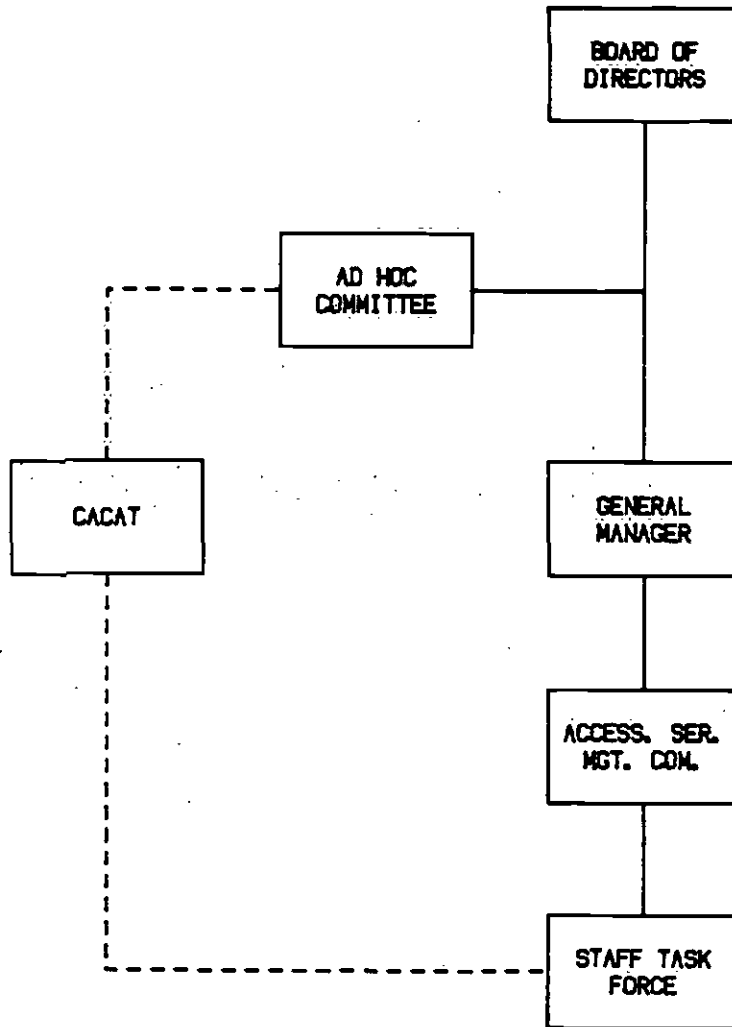 BOARD OF
DIRECTORS
AD HOC
COMMITTEE
CACAT
GENERAL
MANAGER
ACCESS. SER.
MGT. COM.
STAFF TASK
FORCE